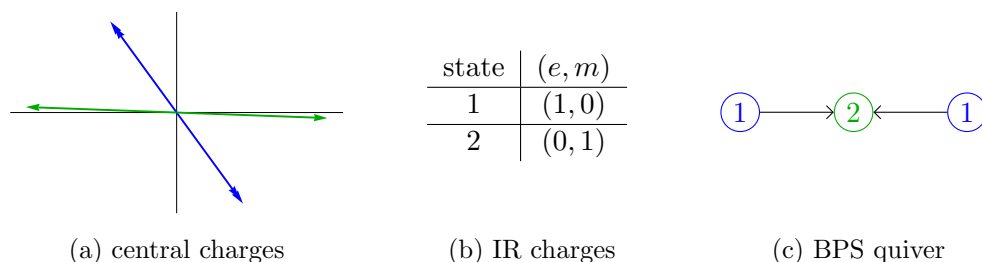 state (e, m)
1 (1, 0)
2 (0, 1)
1 2 1
(a) central charges
(b) IR charges
(c) BPS quiver